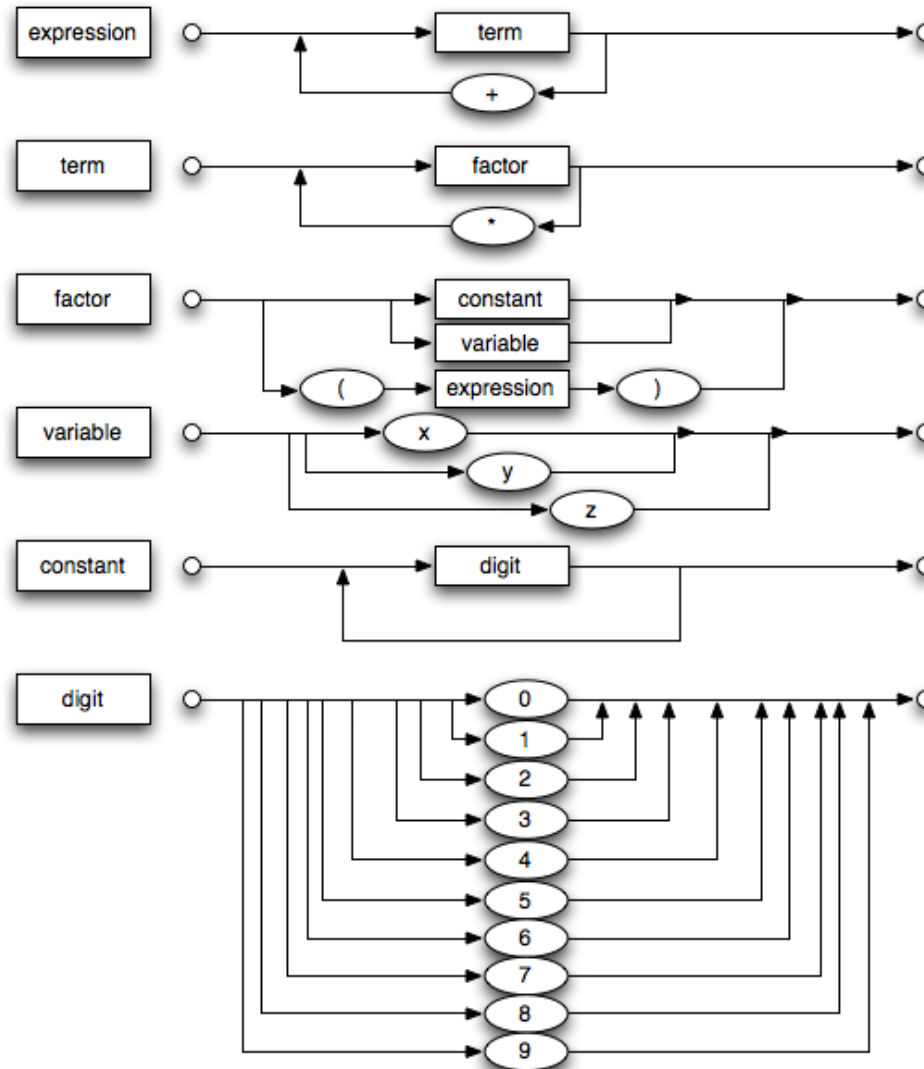 expression term
+
term factor
*
factor constant
variable
( expression )
variable x
y
z
constant digit
digit 0
1
2
3
4
5
6
7
8
9